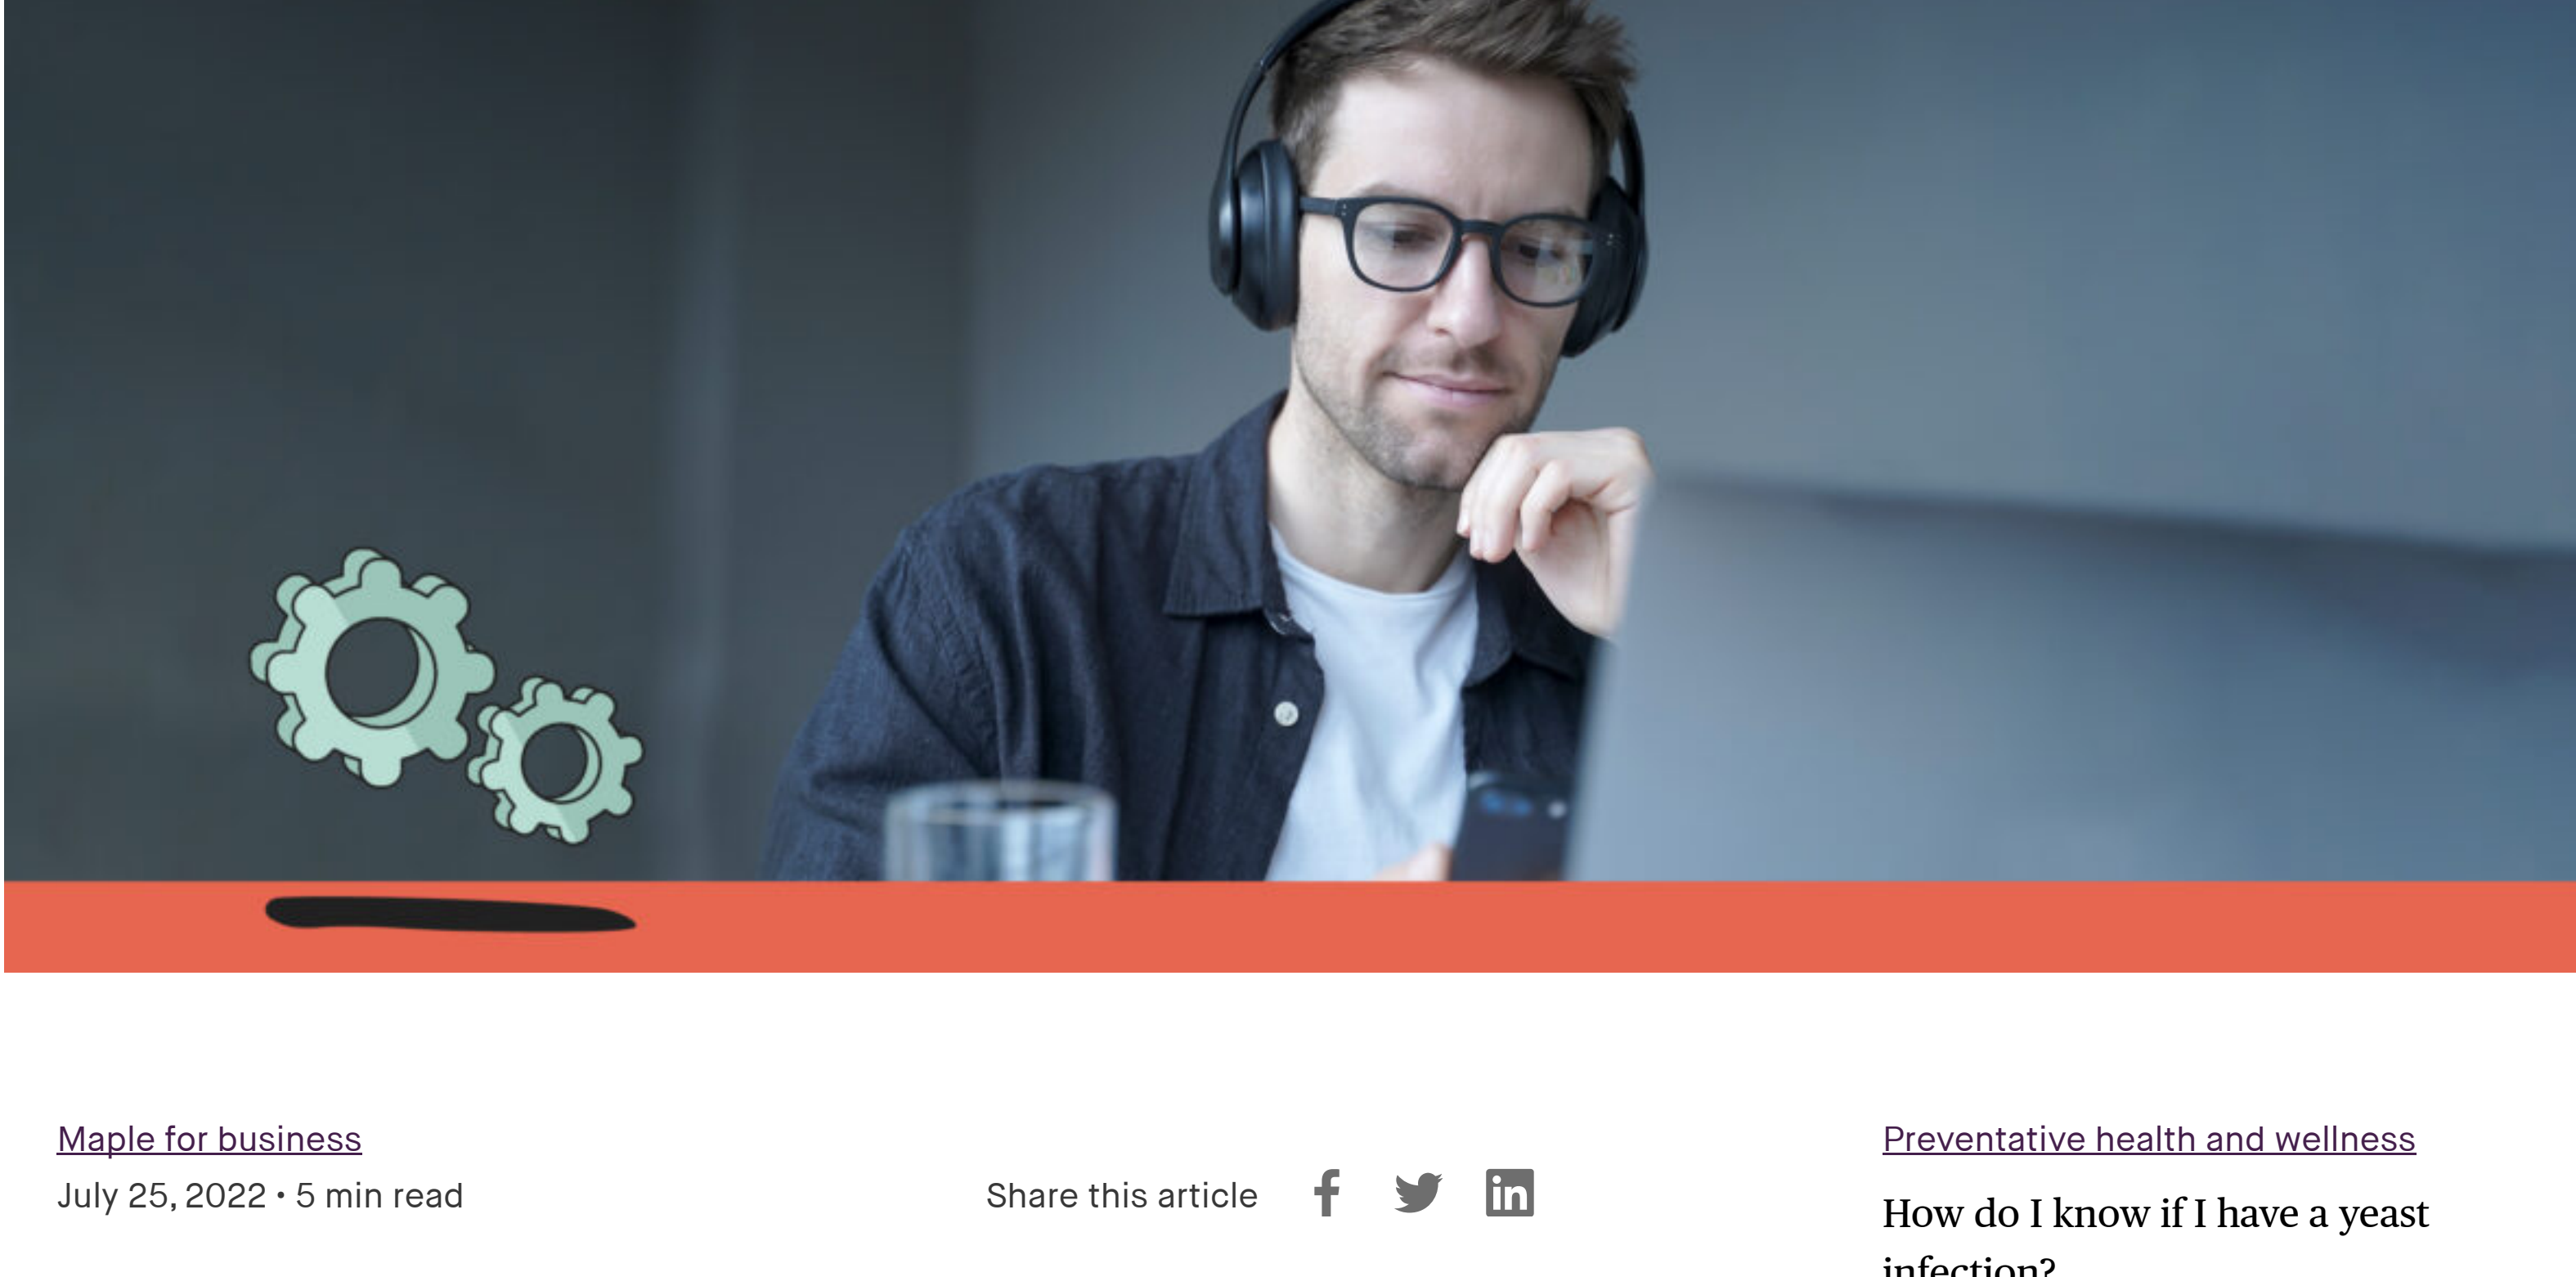 Maple for business
July 25, 2022 • 5 min read
Share this article
Preventative health and wellness
How do I know if I have a yeast
infection?